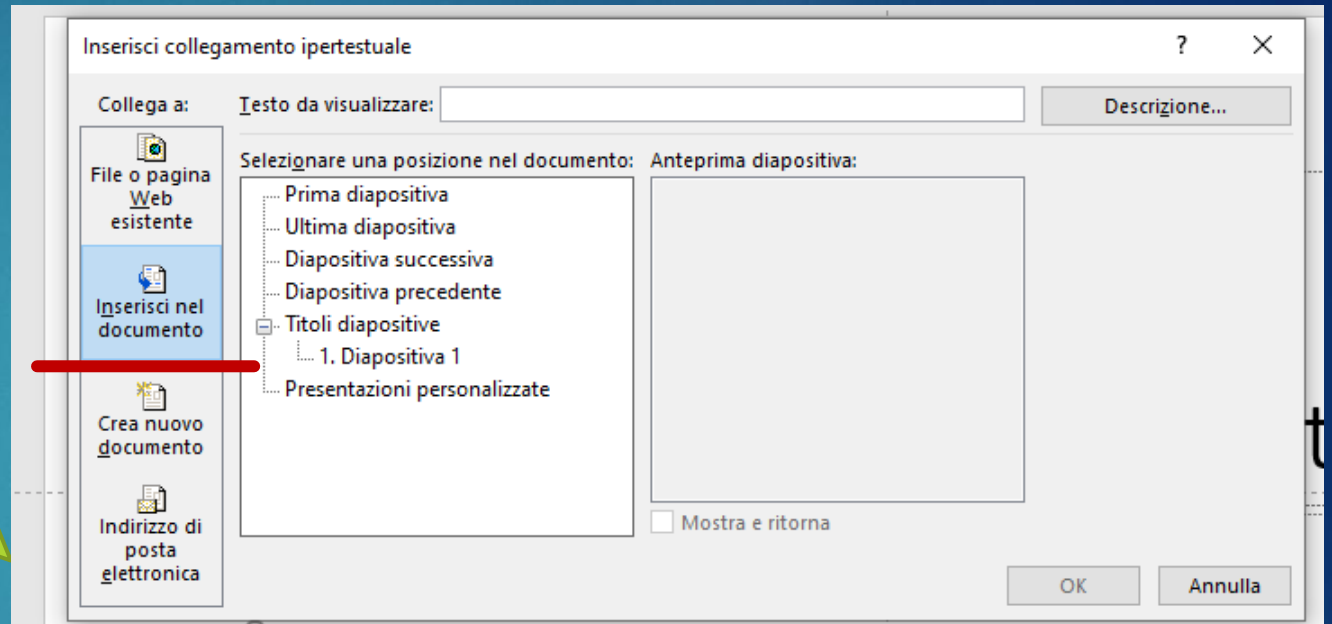 Inserisci collegamento ipertestuale
?
×
Collega a:
Testo da visualizzare:
Descrizione...
File o pagina
Web
esistente
Inserisci nel
documento
Crea nuovo
documento
Indirizzo di
posta
elettronica
Selezionare una posizione nel documento:
Prima diapositiva
Ultima diapositiva
Diapositiva successiva
Diapositiva precedente
Titoli diapositive
1. Diapositiva 1
Presentazioni personalizzate
Anteprima diapositiva:
Mostra e ritorna
OK
Annulla
t